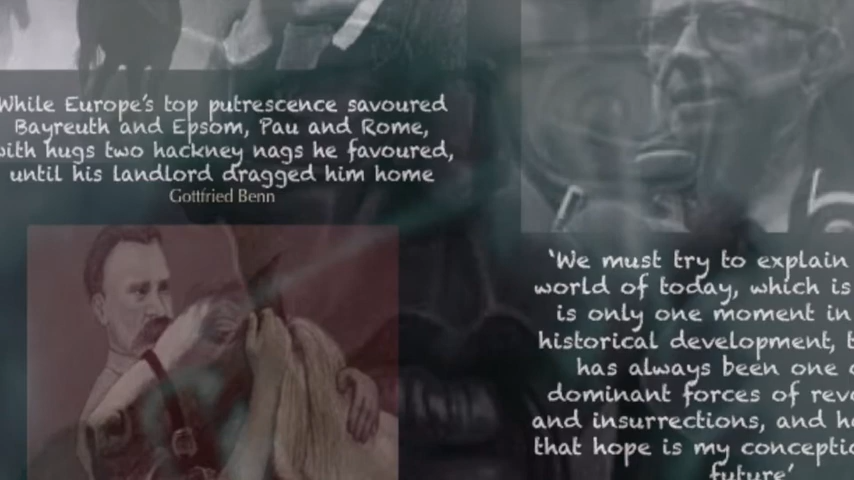 While Europe's top putrescence savoured
Bayreuth and Epsom, Pau and Rome,
with hugs two hackney nags he favoured,
until his landlord dragged him home
Gottfried Benn
'We must try to explain
world of today, which is
is only one moment in
historical development,
has always been one
dominant forces of
and insurrections, and
that hope is my
future'